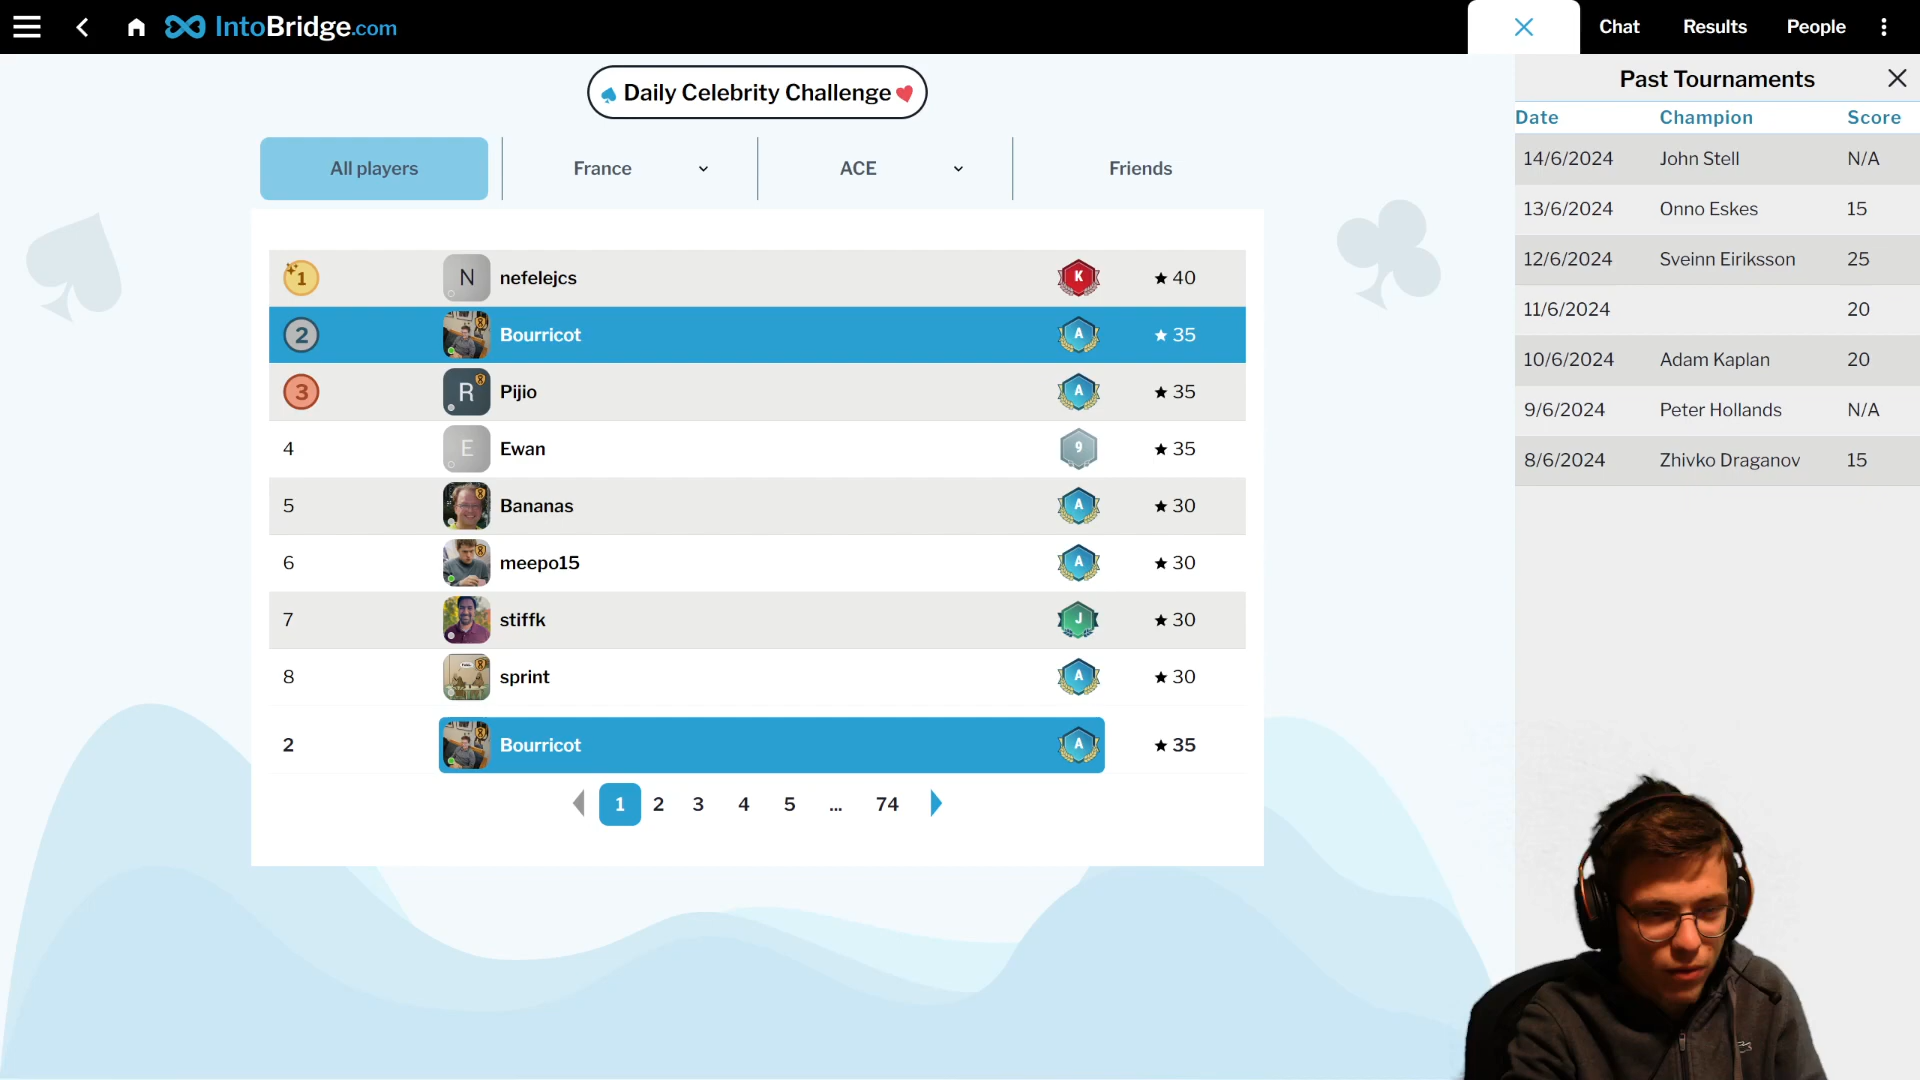 IntoBridge.com
Chat Results People
Daily Celebrity Challenge
All players France ACE Friends
1 N nefelejcs K ★ 40
2 Bourricot A ★ 35
3 R Pijio A ★ 35
4 E Ewan 9 ★ 35
5 Bananas A ★ 30
6 meepo15 A ★ 30
7 stiffk J ★ 30
8 sprint A ★ 30
2 Bourricot A ★ 35
1 2 3 4 5 ... 74
Past Tournaments
Date Champion Score
14/6/2024 John Stell N/A
13/6/2024 Onno Eskes 15
12/6/2024 Sveinn Eiriksson 25
11/6/2024 20
10/6/2024 Adam Kaplan 20
9/6/2024 Peter Hollands N/A
8/6/2024 Zhivko Draganov 15